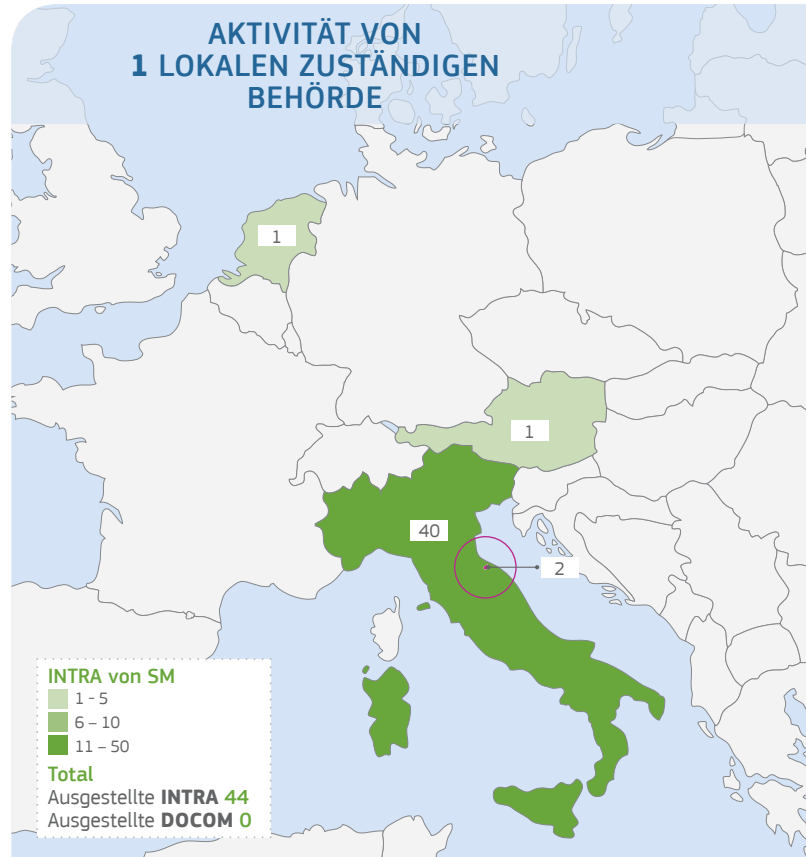 AKTIVITÄT VON
1 LOKALEN ZUSTÄNDIGEN
BEHÖRDE
1
1
40
2
INTRA von SM
1 - 5
6 – 10
11 – 50
Total
Ausgestellte INTRA 44
Ausgestellte DOCOM 0